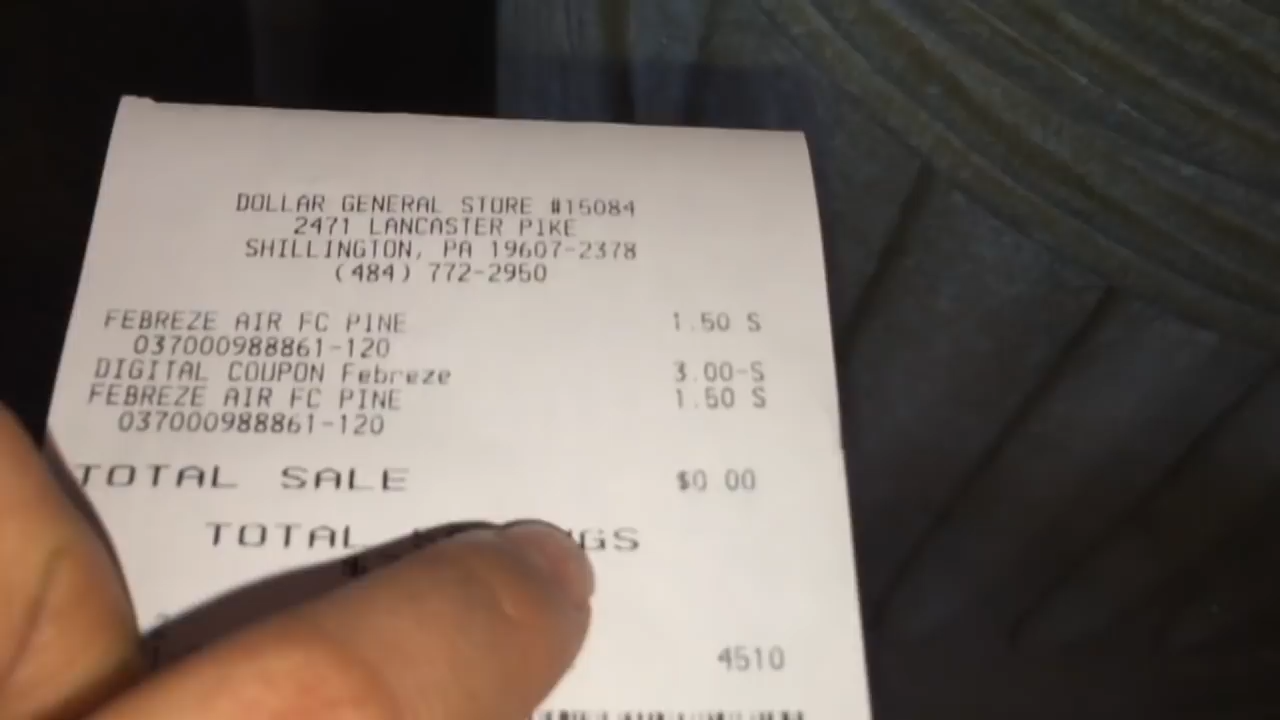 DOLLAR GENERAL STORE #15084
2471 LANCASTER PIKE
SHILLINGTON, PA 19607-2378
(484) 772-2950
FEBREZE AIR FC PINE 1.50 S
037000988861-120
DIGITAL COUPON Febreze 3.00-S
FEBREZE AIR FC PINE 1.50 S
037000988861-120
TOTAL SALE $0 00
TOTAL
4510